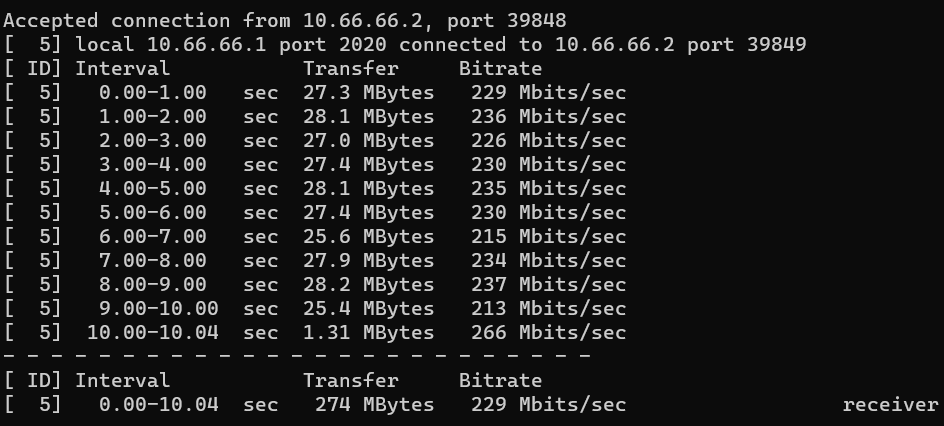 Accepted connection from 10.66.66.2, port 39848
[  5] local 10.66.66.1 port 2020 connected to 10.66.66.2 port 39849
[ ID] Interval           Transfer     Bitrate
[  5]   0.00-1.00   sec  27.3 MBytes   229 Mbits/sec
[  5]   1.00-2.00   sec  28.1 MBytes   236 Mbits/sec
[  5]   2.00-3.00   sec  27.0 MBytes   226 Mbits/sec
[  5]   3.00-4.00   sec  27.4 MBytes   230 Mbits/sec
[  5]   4.00-5.00   sec  28.1 MBytes   235 Mbits/sec
[  5]   5.00-6.00   sec  27.4 MBytes   230 Mbits/sec
[  5]   6.00-7.00   sec  25.6 MBytes   215 Mbits/sec
[  5]   7.00-8.00   sec  27.9 MBytes   234 Mbits/sec
[  5]   8.00-9.00   sec  28.2 MBytes   237 Mbits/sec
[  5]   9.00-10.00  sec  25.4 MBytes   213 Mbits/sec
[  5]  10.00-10.04  sec  1.31 MBytes   266 Mbits/sec
- - - - - - - - - - - - - - - - - - - - - - - - -
[ ID] Interval           Transfer     Bitrate
[  5]   0.00-10.04  sec   274 MBytes   229 Mbits/sec                  receiver